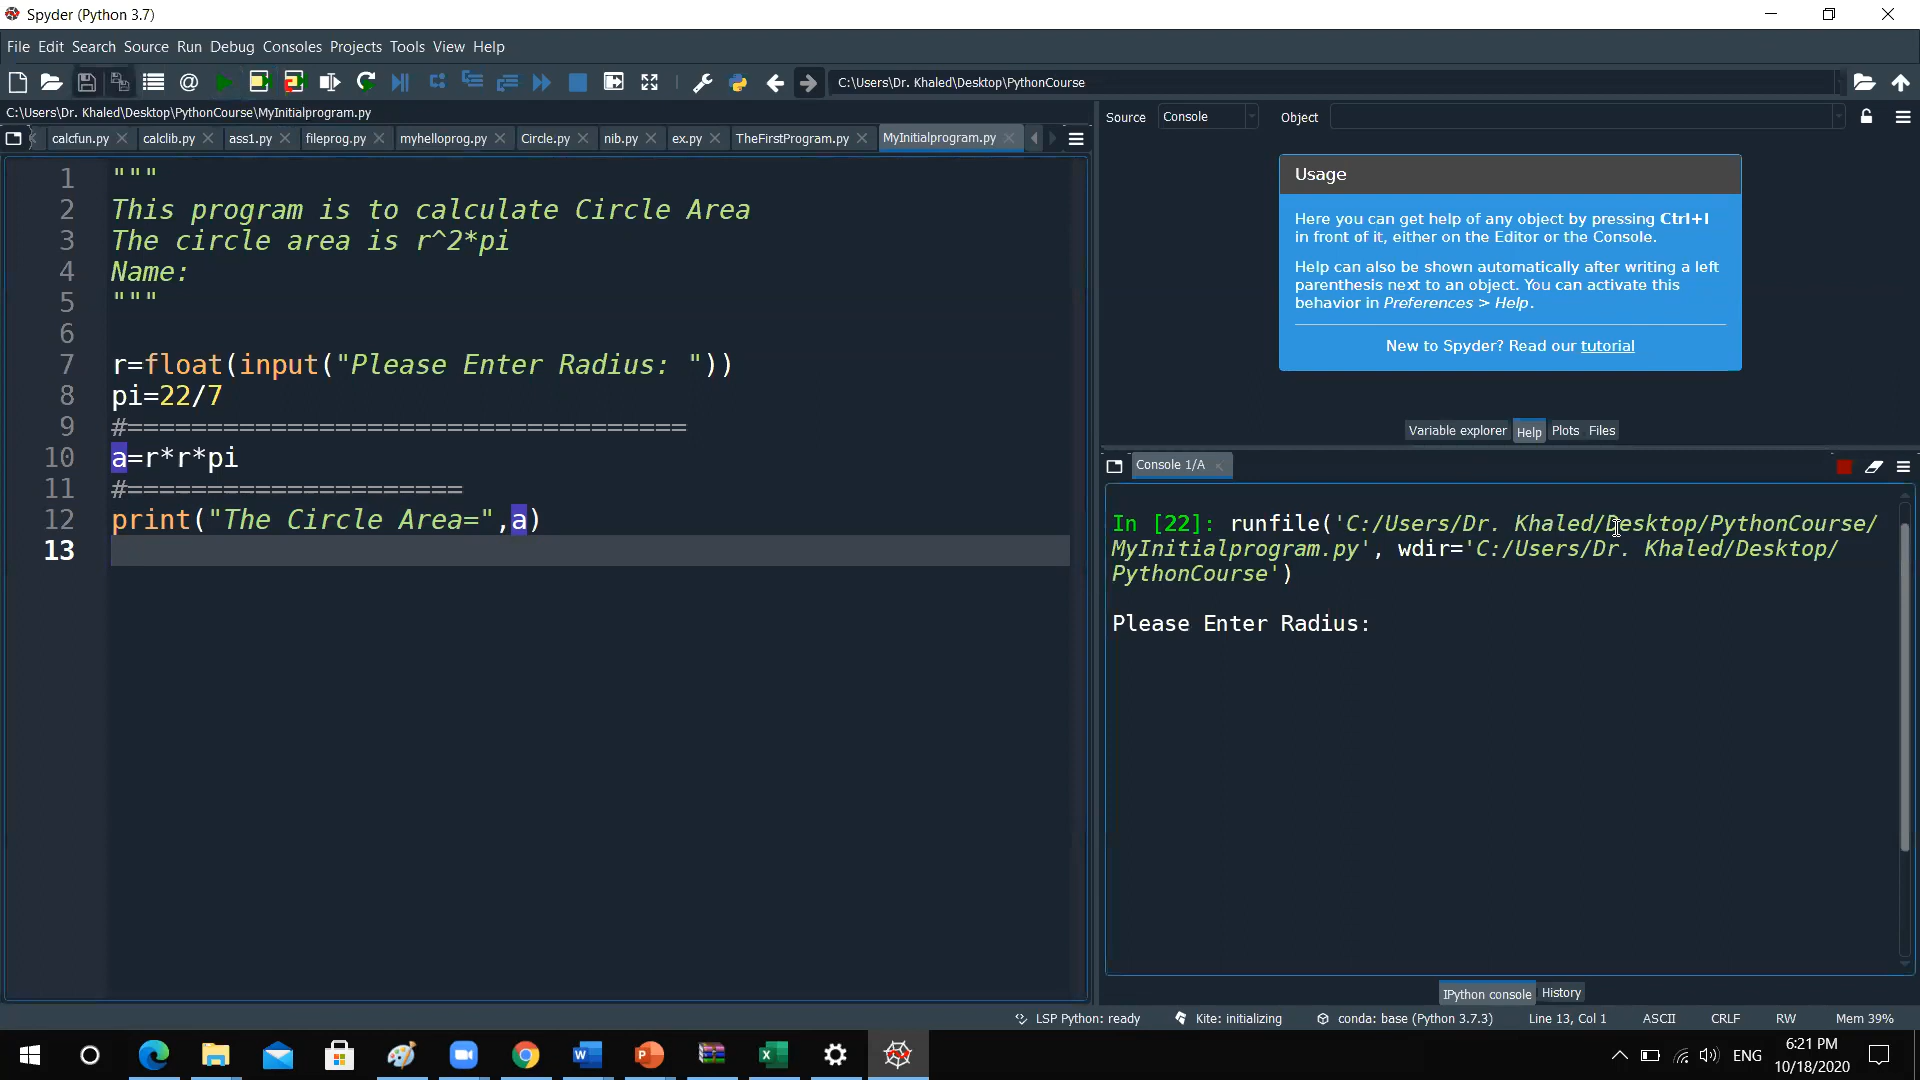 Spyder (Python 3.7)
File Edit Search Source Run Debug Consoles Projects Tools View Help
C:\Users\Dr. Khaled\Desktop\PythonCourse
C:\Users\Dr. Khaled\Desktop\PythonCourse\MyInitialprogram.py
calcfun.py calclib.py ass1.py fileprog.py myhelloprog.py Circle.py nib.py ex.py TheFirstProgram.py MyInitialprogram.py
1 """
2 This program is to calculate Circle Area
3 The circle area is r^2*pi
4 Name:
5 """
6
7 r=float(input("Please Enter Radius: "))
8 pi=22/7
9 #===================================
10 a=r*r*pi
11 #=====================
12 print("The Circle Area=",a)
13
Source Console Object
Usage
Here you can get help of any object by pressing Ctrl+I
in front of it, either on the Editor or the Console.
Help can also be shown automatically after writing a left
parenthesis next to an object. You can activate this
behavior in Preferences > Help.
New to Spyder? Read our tutorial
Variable explorer Help Plots Files
Console 1/A
In [22]: runfile('C:/Users/Dr. Khaled/Desktop/PythonCourse/
MyInitialprogram.py', wdir='C:/Users/Dr. Khaled/Desktop/
PythonCourse')
Please Enter Radius:
IPython console History
LSP Python: ready Kite: initializing conda: base (Python 3.7.3) Line 13, Col 1 ASCII CRLF RW Mem 39%
ENG
6:21 PM
10/18/2020